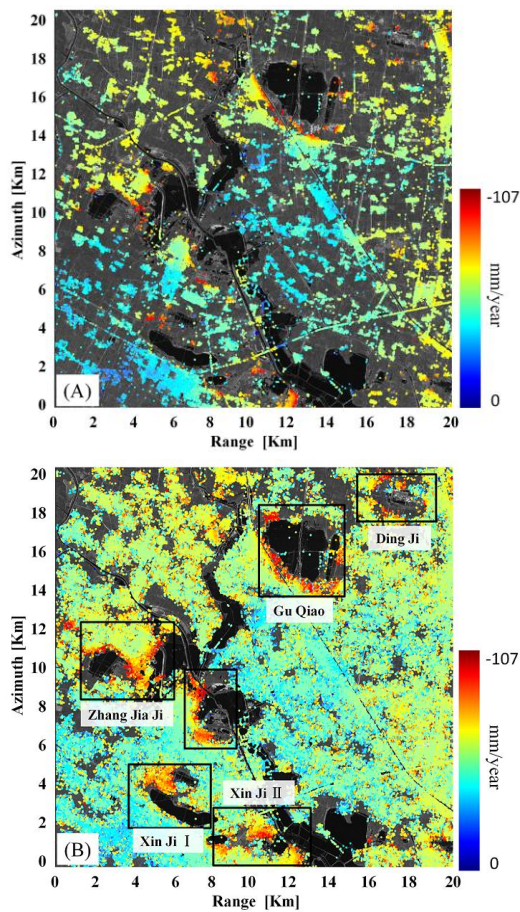 20
18
16
14
12
10
8
6
4
2
0
Azimuth [Km]
(A)
0 2 4 6 8 10 12 14 16 18 20
Range [Km]
-107
mm/year
0
20
18
16
14
12
10
8
6
4
2
0
Azimuth [Km]
Ding Ji
Gu Qiao
Zhang Jia Ji
Xin Ji Ⅱ
Xin Ji Ⅰ
(B)
0 2 4 6 8 10 12 14 16 18 20
Range [Km]
-107
mm/year
0